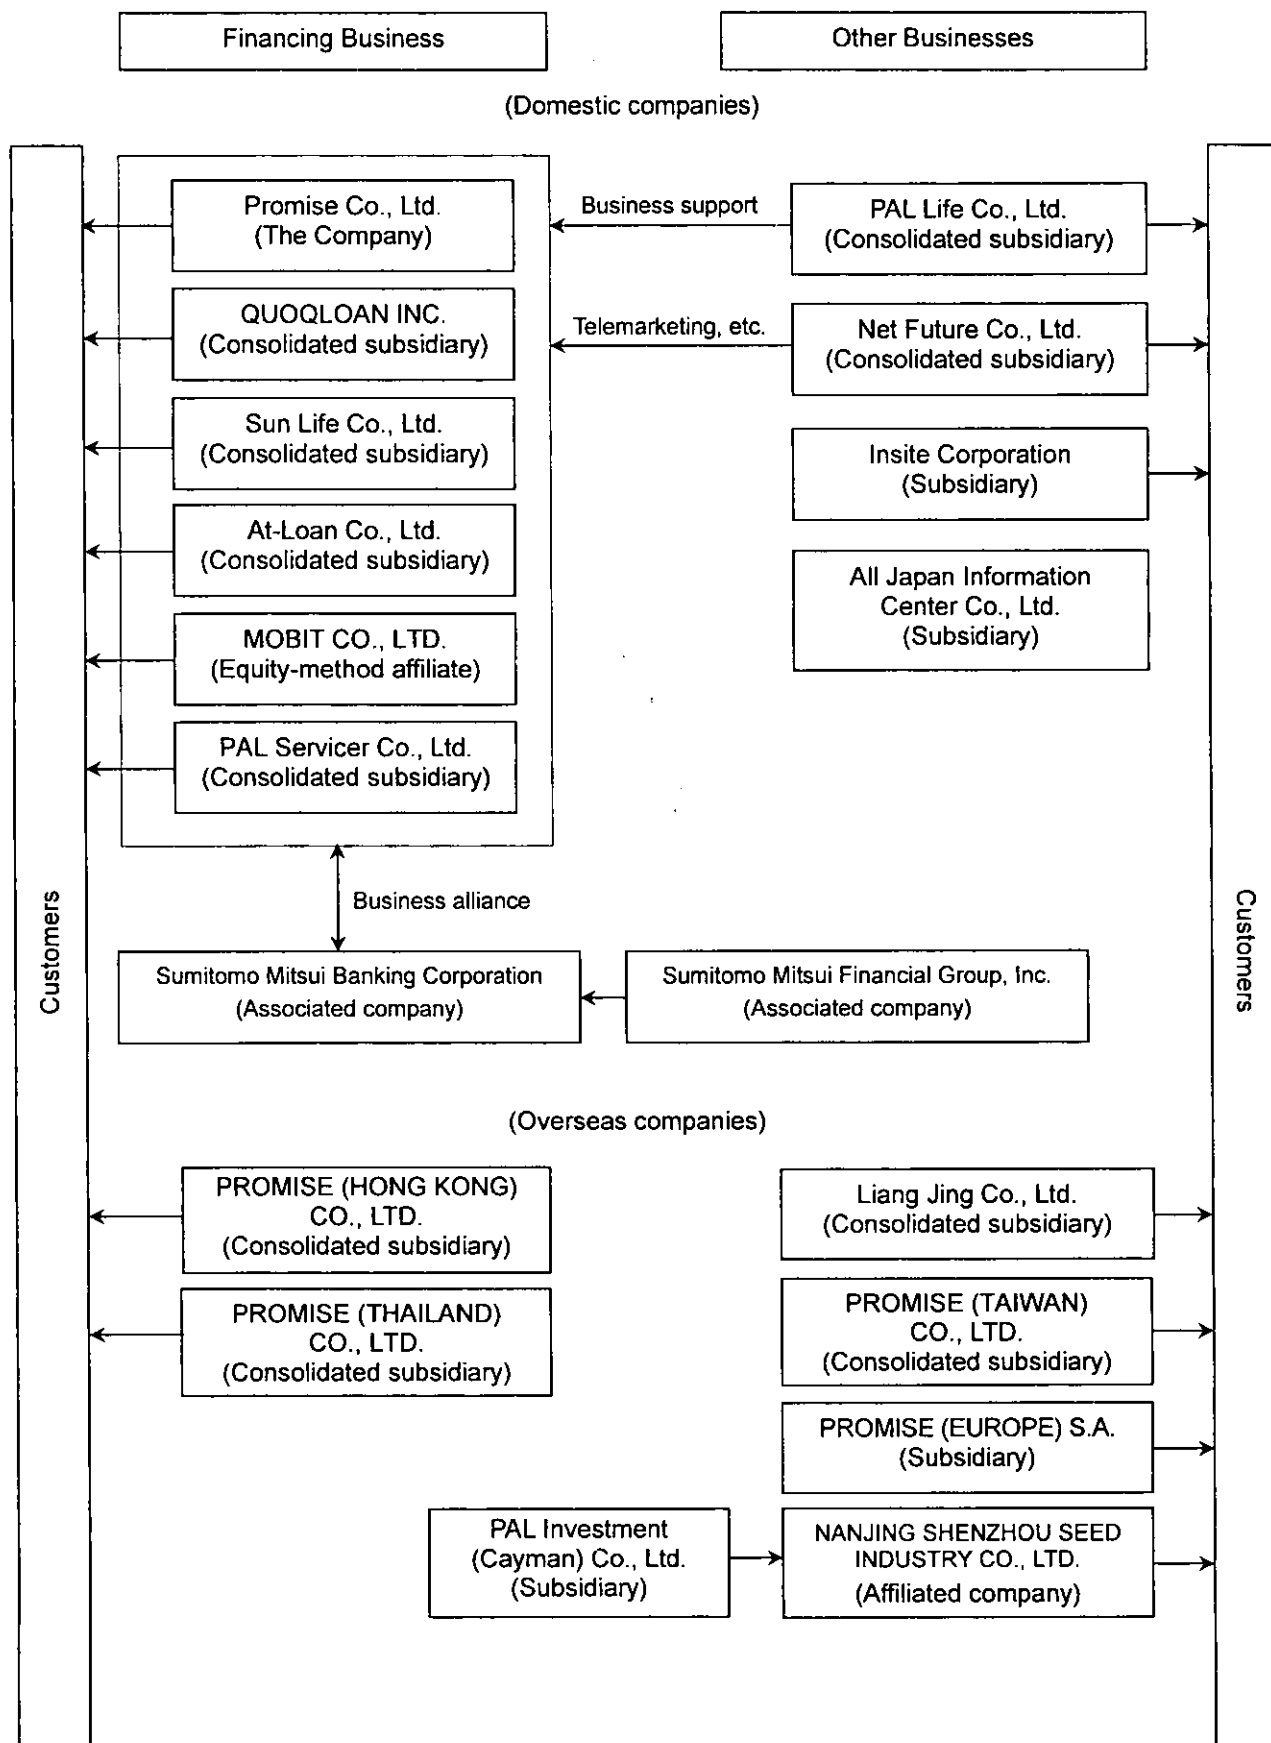 Financing Business
Other Businesses
(Domestic companies)
Customers
Promise Co., Ltd.
(The Company)
QUOQLOAN INC.
(Consolidated subsidiary)
Sun Life Co., Ltd.
(Consolidated subsidiary)
At-Loan Co., Ltd.
(Consolidated subsidiary)
MOBIT CO., LTD.
(Equity-method affiliate)
PAL Servicer Co., Ltd.
(Consolidated subsidiary)
Business support
Telemarketing, etc.
PAL Life Co., Ltd.
(Consolidated subsidiary)
Net Future Co., Ltd.
(Consolidated subsidiary)
Insite Corporation
(Subsidiary)
All Japan Information
Center Co., Ltd.
(Subsidiary)
Customers
Business alliance
Sumitomo Mitsui Banking Corporation
(Associated company)
Sumitomo Mitsui Financial Group, Inc.
(Associated company)
(Overseas companies)
PROMISE (HONG KONG)
CO., LTD.
(Consolidated subsidiary)
PROMISE (THAILAND)
CO., LTD.
(Consolidated subsidiary)
Liang Jing Co., Ltd.
(Consolidated subsidiary)
PROMISE (TAIWAN)
CO., LTD.
(Consolidated subsidiary)
PROMISE (EUROPE) S.A.
(Subsidiary)
PAL Investment
(Cayman) Co., Ltd.
(Subsidiary)
NANJING SHENZHOU SEED
INDUSTRY CO., LTD.
(Affiliated company)